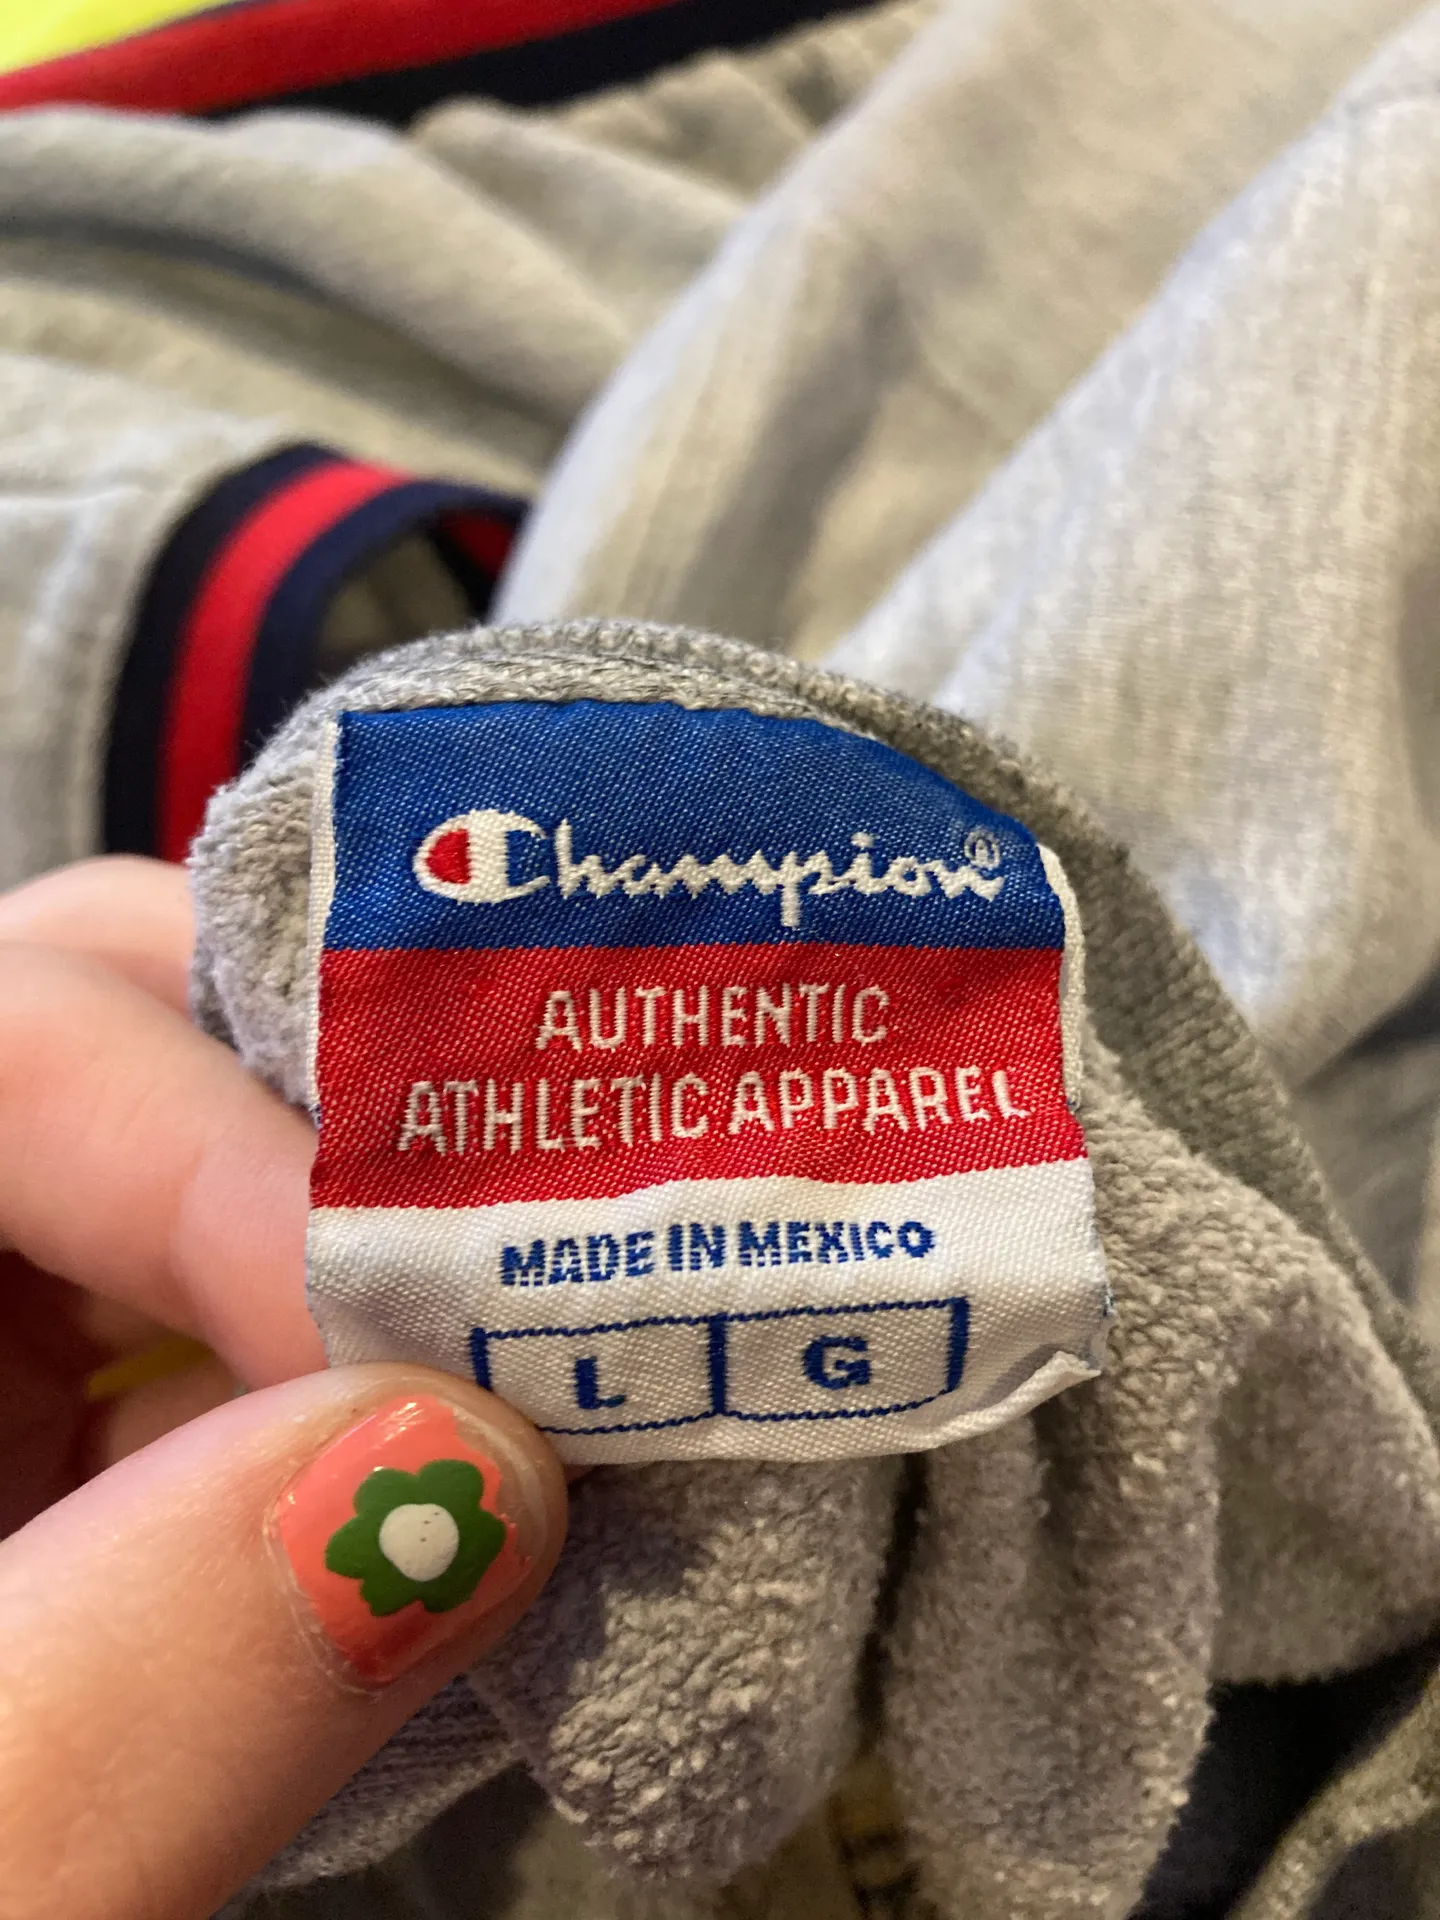 Champion®
AUTHENTIC
ATHLETIC APPAREL
MADE IN MEXICO
L G